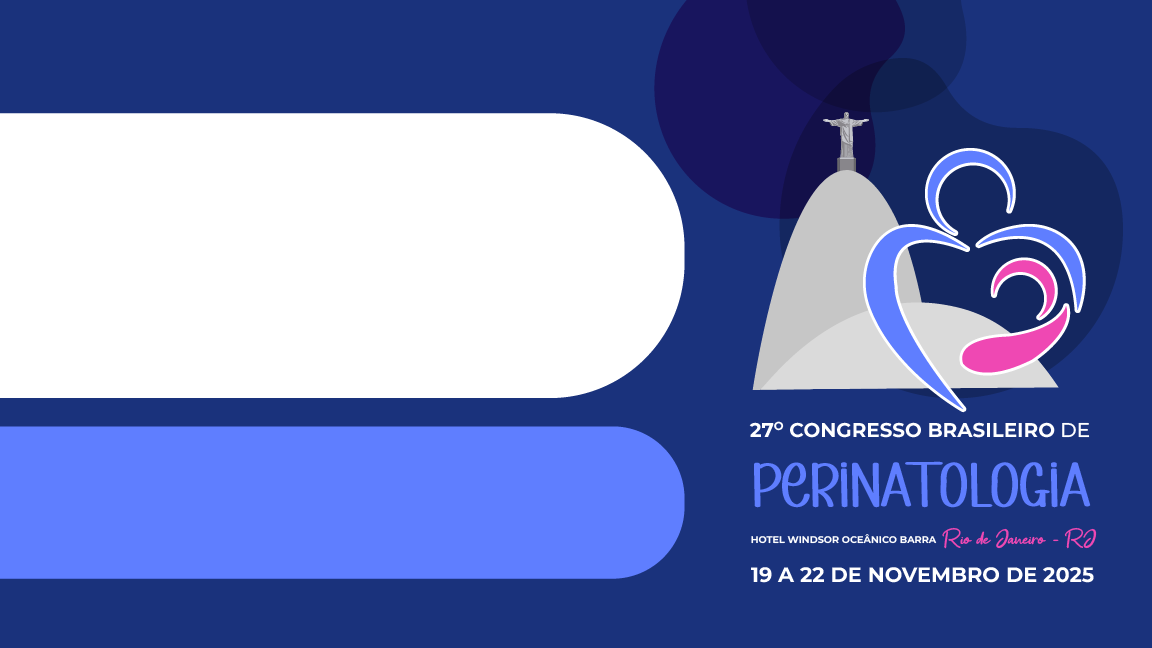 27º CONGRESSO BRASILEIRO DE
PERINATOLOGIA
HOTEL WINDSOR OCEÂNICO BARRA Rio de Janeiro - RJ
19 A 22 DE NOVEMBRO DE 2025